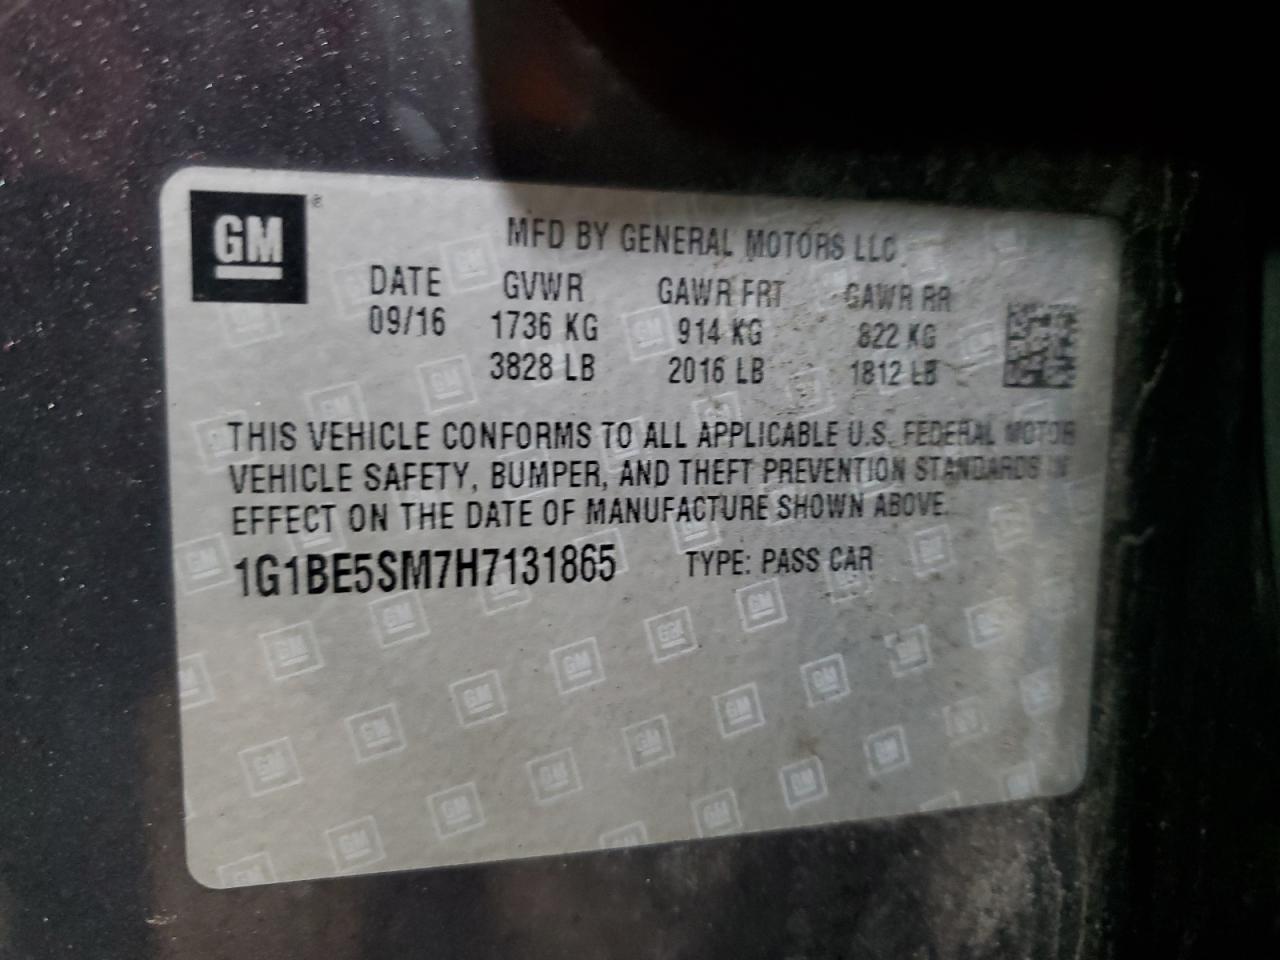 GM ®
MFD BY GENERAL MOTORS LLC
DATE GVWR GAWR FRT GAWR RR
09/16 1736 KG 914 KG 822 KG
3828 LB 2016 LB 1812 LB
THIS VEHICLE CONFORMS TO ALL APPLICABLE U.S. FEDERAL MOTOR
VEHICLE SAFETY, BUMPER, AND THEFT PREVENTION STANDARDS IN
EFFECT ON THE DATE OF MANUFACTURE SHOWN ABOVE.
1G1BE5SM7H7131865 TYPE: PASS CAR